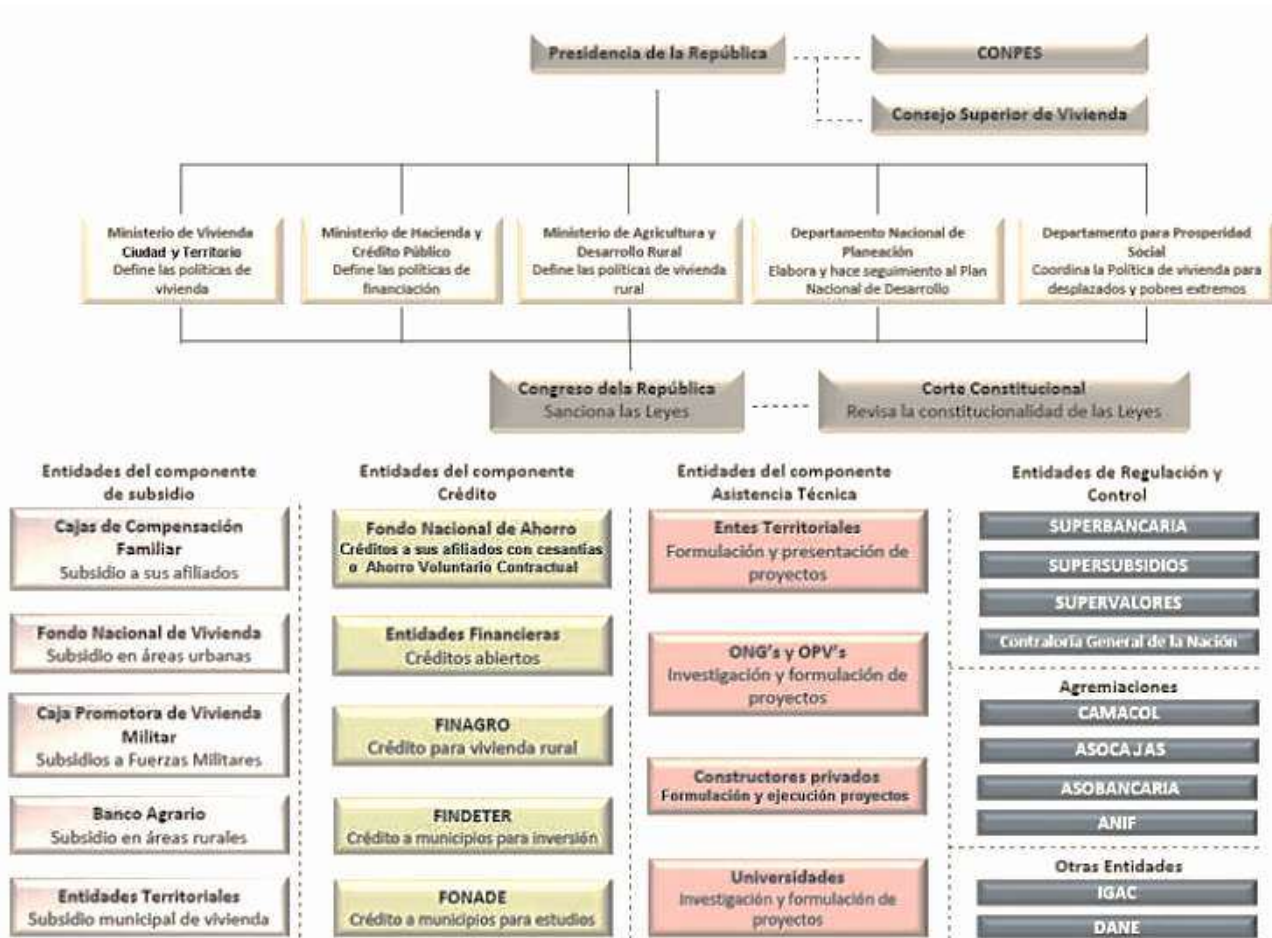 Presidencia de la República
CONPES
Consejo Superior de Vivienda
Ministerio de Vivienda
Ciudad y Territorio
Define las políticas de
vivienda
Ministerio de Hacienda y
Crédito Público
Define las políticas de
financiación
Ministerio de Agricultura y
Desarrollo Rural
Define las políticas de vivienda
rural
Departamento Nacional de
Planeación
Elabora y hace seguimiento al Plan
Nacional de Desarrollo
Departamento para Prosperidad
Social
Coordina la Política de vivienda para
desplazados y pobres extremos
Congreso dela República
Sanciona las Leyes
Corte Constitucional
Revisa la constitucionalidad de las Leyes
Entidades del componente
de subsidio
Cajas de Compensación
Familiar
Subsidio a sus afiliados
Fondo Nacional de Vivienda
Subsidio en áreas urbanas
Caja Promotora de Vivienda
Militar
Subsidios a Fuerzas Militares
Banco Agrario
Subsidio en áreas rurales
Entidades Territoriales
Subsidio municipal de vivienda
Entidades del componente
Crédito
Fondo Nacional de Ahorro
Créditos a sus afiliados con cesantías
o Ahorro Voluntario Contractual
Entidades Financieras
Créditos abiertos
FINAGRO
Crédito para vivienda rural
FINDETER
Crédito a municipios para inversión
FONADE
Crédito a municipios para estudios
Entidades del componente
Asistencia Técnica
Entes Territoriales
Formulación y presentación de
proyectos
ONG's y OPV's
Investigación y formulación de
proyectos
Constructores privados
Formulación y ejecución proyectos
Universidades
Investigación y formulación de
proyectos
Entidades de Regulación y
Control
SUPERBANCARIA
SUPERSUBSIDIOS
SUPERVALORES
Contraloría General de la Nación
Agremiaciones
CAMACOL
ASOCAJAS
ASOBANCARIA
ANIF
Otras Entidades
IGAC
DANE